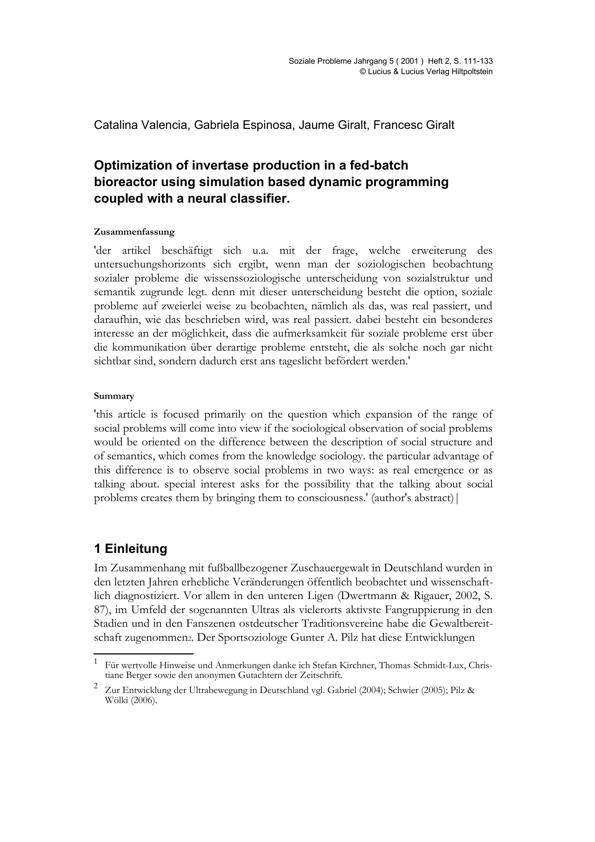 Soziale Probleme Jahrgang 5 ( 2001 ) Heft 2, S. 111-133
© Lucius & Lucius Verlag Hiltpoltstein
Catalina Valencia, Gabriela Espinosa, Jaume Giralt, Francesc Giralt
Optimization of invertase production in a fed-batch
bioreactor using simulation based dynamic programming
coupled with a neural classifier.
Zusammenfassung
'der artikel beschäftigt sich u.a. mit der frage, welche erweiterung des
untersuchungshorizonts sich ergibt, wenn man der soziologischen beobachtung
sozialer probleme die wissenssoziologische unterscheidung von sozialstruktur und
semantik zugrunde legt. denn mit dieser unterscheidung besteht die option, soziale
probleme auf zweierlei weise zu beobachten, nämlich als das, was real passiert, und
daraufhin, wie das beschrieben wird, was real passiert. dabei besteht ein besonderes
interesse an der möglichkeit, dass die aufmerksamkeit für soziale probleme erst über
die kommunikation über derartige probleme entsteht, die als solche noch gar nicht
sichtbar sind, sondern dadurch erst ans tageslicht befördert werden.'
Summary
'this article is focused primarily on the question which expansion of the range of
social problems will come into view if the sociological observation of social problems
would be oriented on the difference between the description of social structure and
of semantics, which comes from the knowledge sociology. the particular advantage of
this difference is to observe social problems in two ways: as real emergence or as
talking about. special interest asks for the possibility that the talking about social
problems creates them by bringing them to consciousness.' (author's abstract)|
1 Einleitung
Im Zusammenhang mit fußballbezogener Zuschauergewalt in Deutschland wurden in
den letzten Jahren erhebliche Veränderungen öffentlich beobachtet und wissenschaft-
lich diagnostiziert. Vor allem in den unteren Ligen (Dwertmann & Rigauer, 2002, S.
87), im Umfeld der sogenannten Ultras als vielerorts aktivste Fangruppierung in den
Stadien und in den Fanszenen ostdeutscher Traditionsvereine habe die Gewaltbereit-
schaft zugenommen2. Der Sportsoziologe Gunter A. Pilz hat diese Entwicklungen
1 Für wertvolle Hinweise und Anmerkungen danke ich Stefan Kirchner, Thomas Schmidt-Lux, Chris-
tiane Berger sowie den anonymen Gutachtern der Zeitschrift.
2 Zur Entwicklung der Ultrabewegung in Deutschland vgl. Gabriel (2004); Schwier (2005); Pilz &
Wölki (2006).